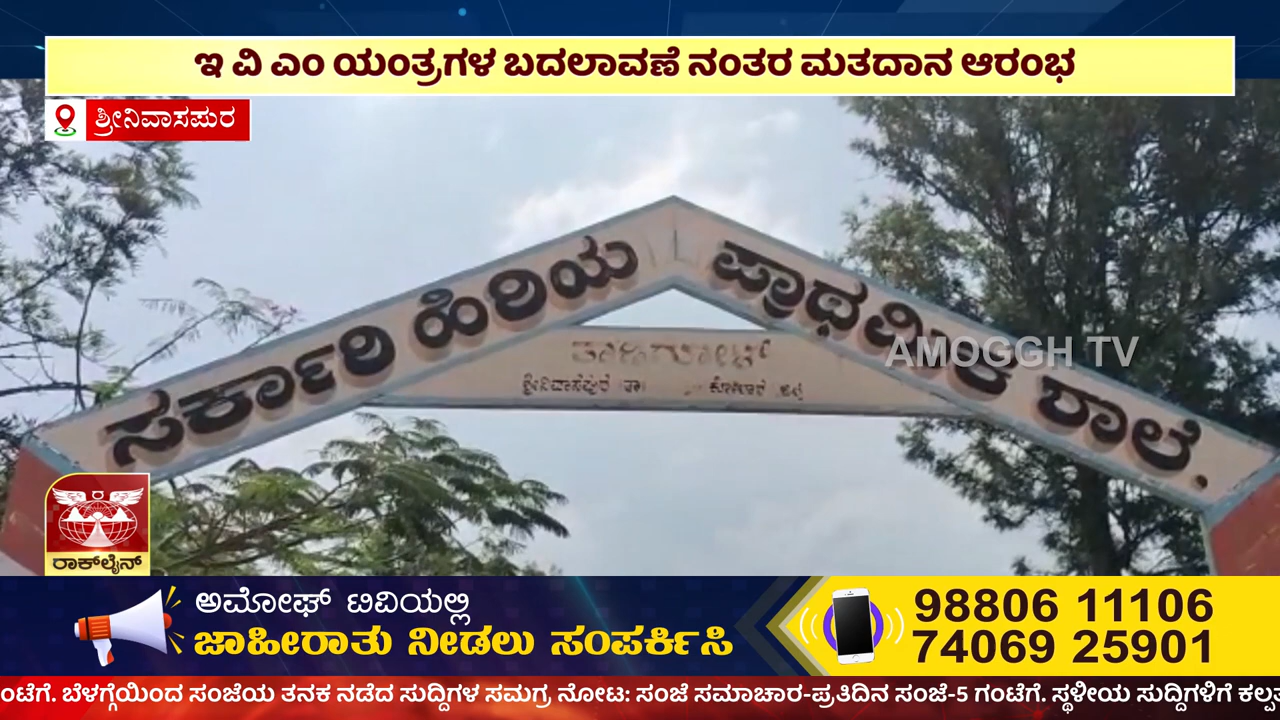 ಇ ವಿ ಎಂ ಯಂತ್ರಗಳ ಬದಲಾವಣೆ ನಂತರ ಮತದಾನ ಆರಂಭ
ಶ್ರೀನಿವಾಸಪುರ
ಸರ್ಕಾರಿ ಹಿರಿಯ ಪ್ರಾಥಮಿಕ ಶಾಲೆ.
ಶ್ರೀನಿವಾಸಪುರ (ತಾ)
AMOGGH TV
ರಾಕ್‌ಲೈನ್
ಅಮೋಘ್ ಟಿವಿಯಲ್ಲಿ
ಜಾಹೀರಾತು ನೀಡಲು ಸಂಪರ್ಕಿಸಿ
98806 11106
74069 25901
ಂಟೆಗೆ. ಬೆಳಗ್ಗೆಯಿಂದ ಸಂಜೆಯ ತನಕ ನಡೆದ ಸುದ್ದಿಗಳ ಸಮಗ್ರ ನೋಟ: ಸಂಜೆ ಸಮಾಚಾರ-ಪ್ರತಿದಿನ ಸಂಜೆ-5 ಗಂಟೆಗೆ. ಸ್ಥಳೀಯ ಸುದ್ದಿಗಳಿಗೆ